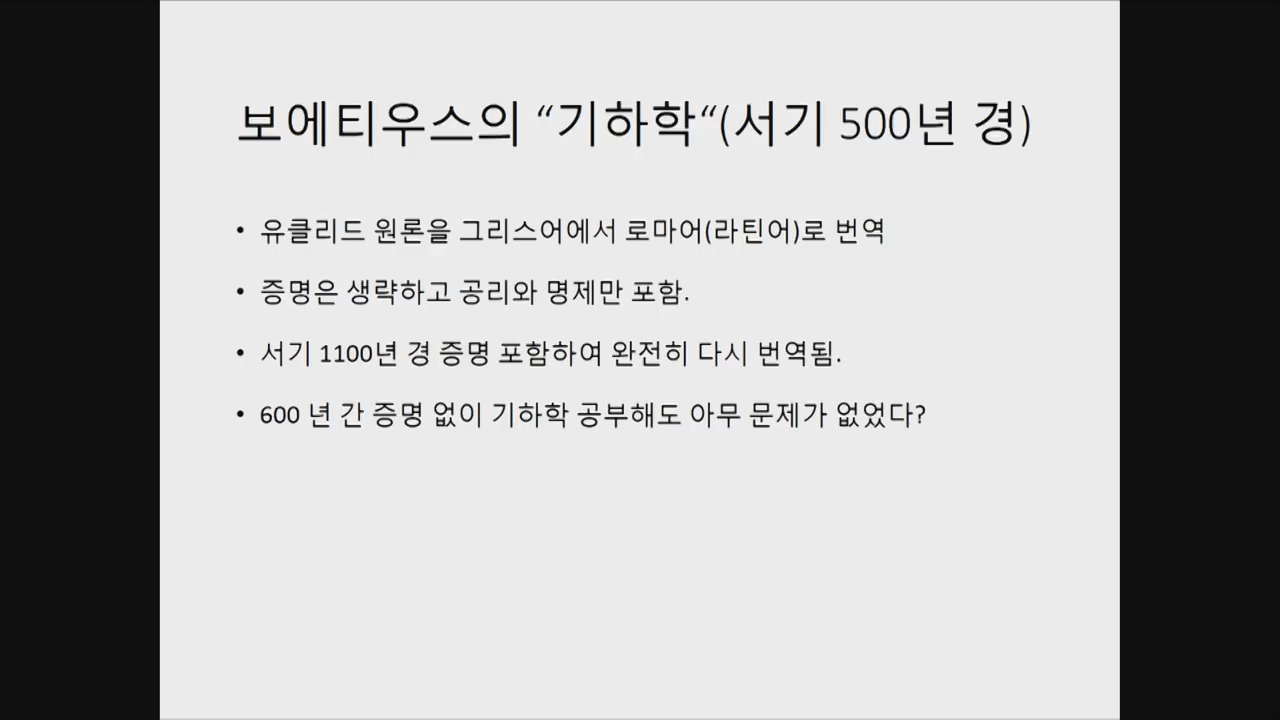 보에티우스의 “기하학“(서기 500년 경)
• 유클리드 원론을 그리스어에서 로마어(라틴어)로 번역
• 증명은 생략하고 공리와 명제만 포함.
• 서기 1100년 경 증명 포함하여 완전히 다시 번역됨.
• 600 년 간 증명 없이 기하학 공부해도 아무 문제가 없었다?